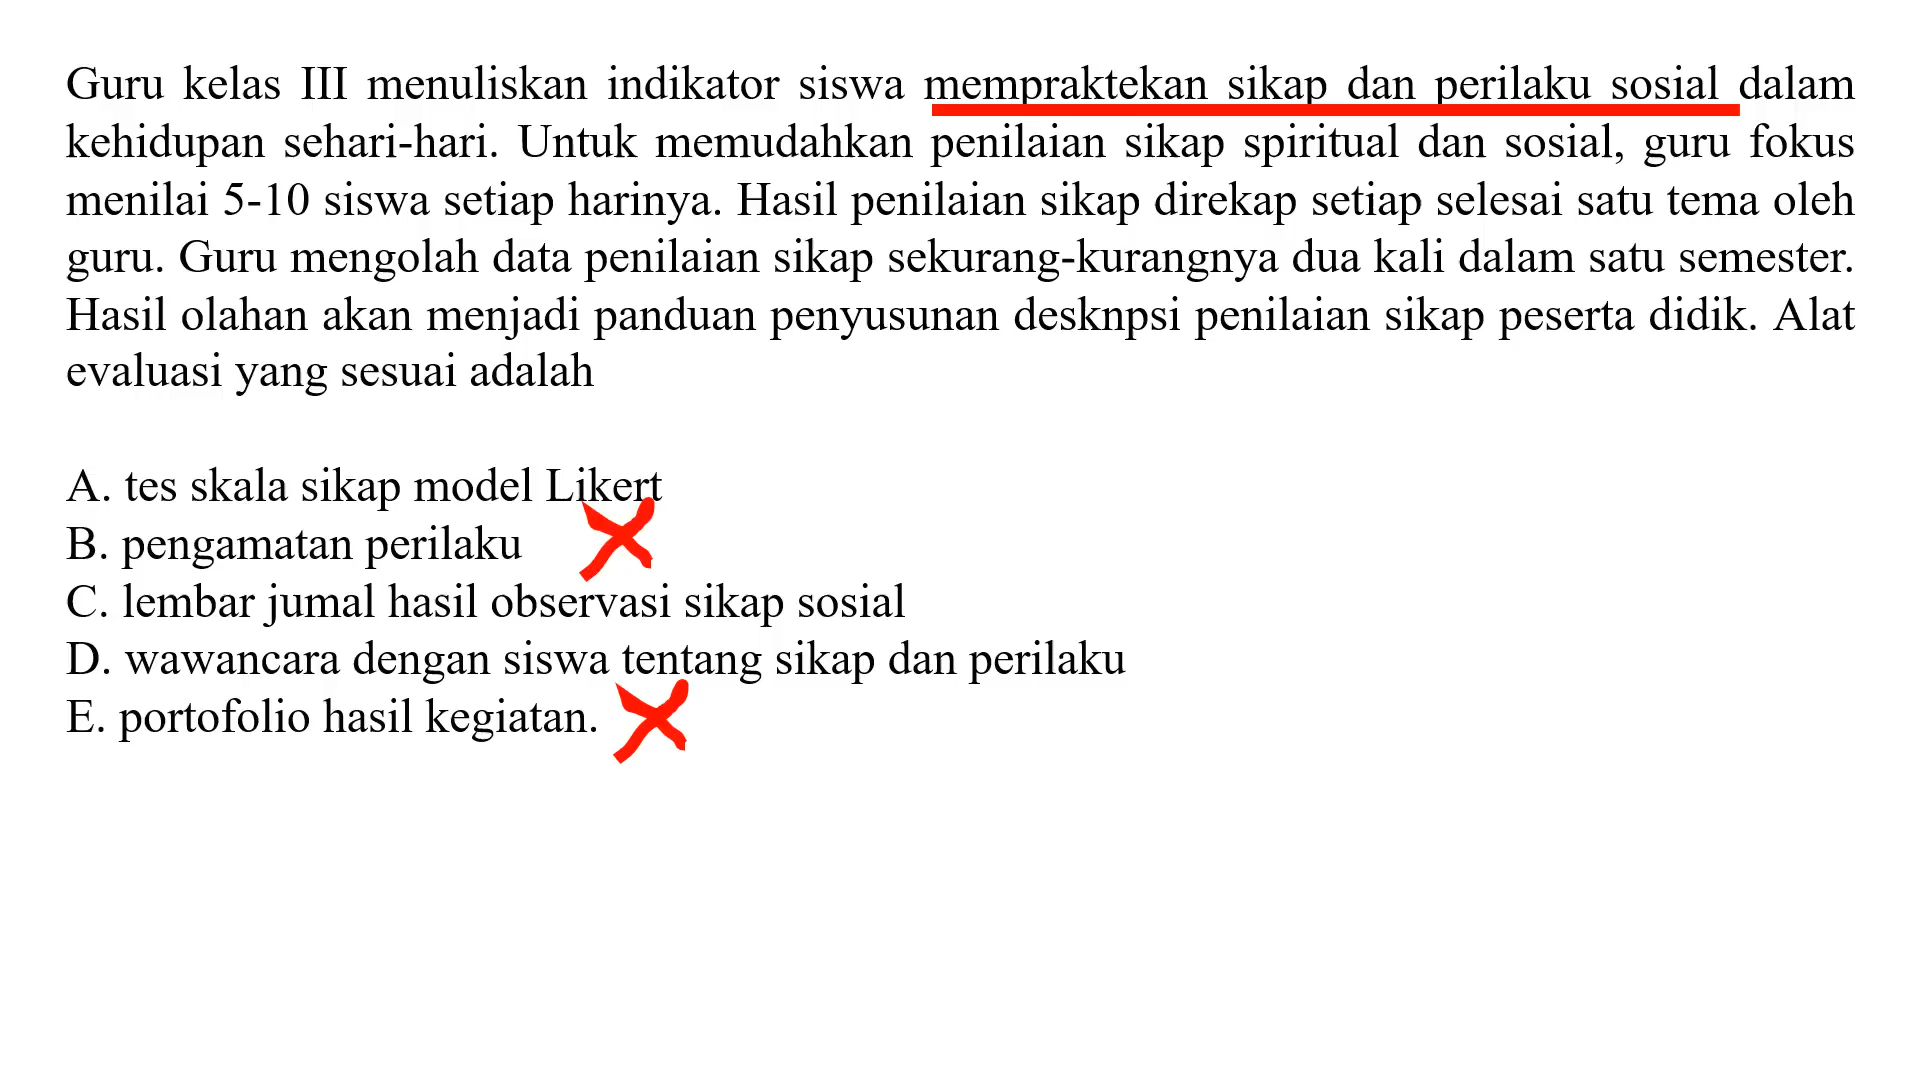 Guru kelas III menuliskan indikator siswa mempraktekan sikap dan perilaku sosial dalam
kehidupan sehari-hari. Untuk memudahkan penilaian sikap spiritual dan sosial, guru fokus
menilai 5-10 siswa setiap harinya. Hasil penilaian sikap direkap setiap selesai satu tema oleh
guru. Guru mengolah data penilaian sikap sekurang-kurangnya dua kali dalam satu semester.
Hasil olahan akan menjadi panduan penyusunan desknpsi penilaian sikap peserta didik. Alat
evaluasi yang sesuai adalah
A. tes skala sikap model Likert
B. pengamatan perilaku
C. lembar jumal hasil observasi sikap sosial
D. wawancara dengan siswa tentang sikap dan perilaku
E. portofolio hasil kegiatan.